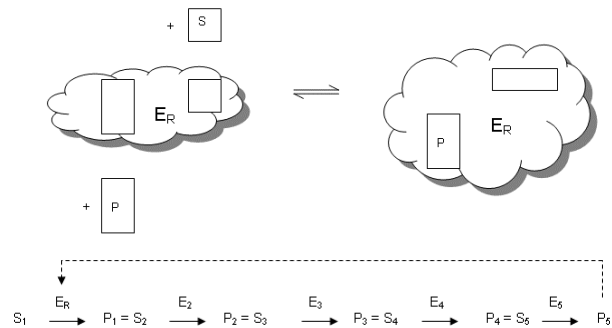 S
E_R
+
+ P
P
E_R
E_R E_2 E_3 E_4 E_5
S_1 P_1 = S_2 P_2 = S_3 P_3 = S_4 P_4 = S_5 P_5